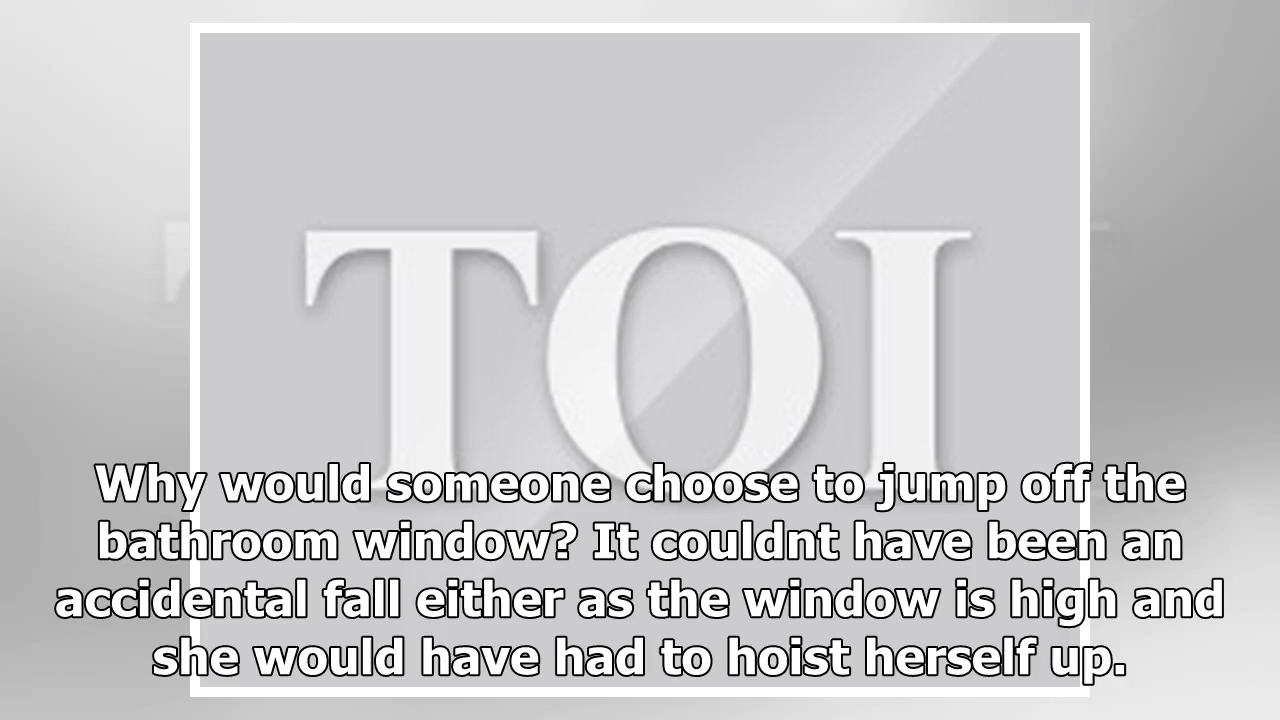 TOI
Why would someone choose to jump off the
bathroom window? It couldnt have been an
accidental fall either as the window is high and
she would have had to hoist herself up.